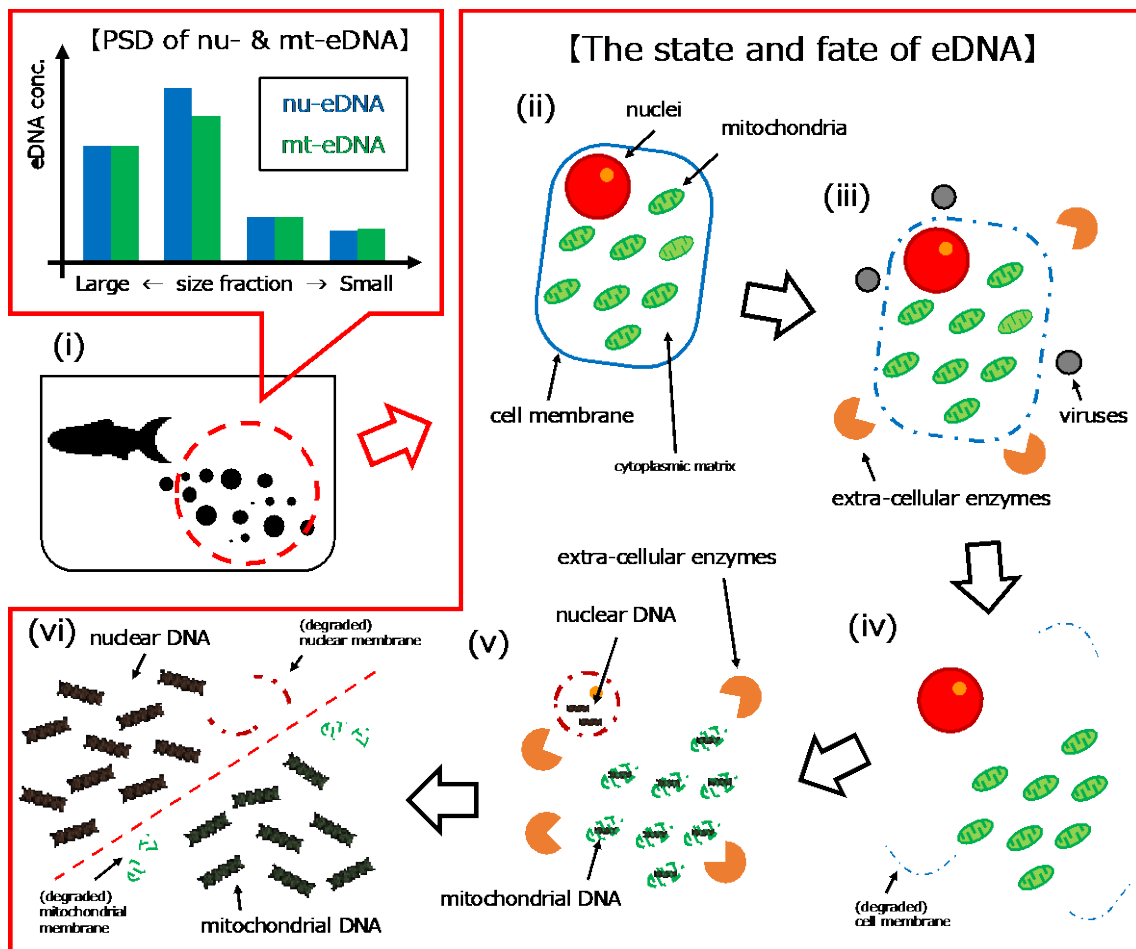 【PSD of nu- & mt-eDNA】
eDNA conc.
nu-eDNA
mt-eDNA
Large ← size fraction → Small
【The state and fate of eDNA】
(i)
(ii)
nuclei
mitochondria
cell membrane
cytoplasmic matrix
(iii)
viruses
extra-cellular enzymes
(iv)
(degraded)
cell membrane
(v)
extra-cellular enzymes
nuclear DNA
mitochondrial DNA
(vi)
nuclear DNA
(degraded)
nuclear membrane
(degraded)
mitochondrial
membrane
mitochondrial DNA